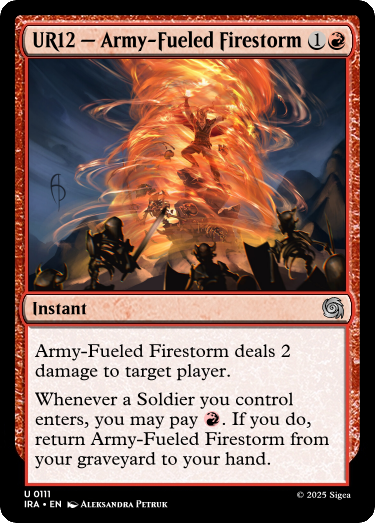 UR12 — Army-Fueled Firestorm 1
Instant
Army-Fueled Firestorm deals 2
damage to target player.
Whenever a Soldier you control
enters, you may pay . If you do,
return Army-Fueled Firestorm from
your graveyard to your hand.
U 0111
IRA • EN Aleksandra Petruk
© 2025 Sigea